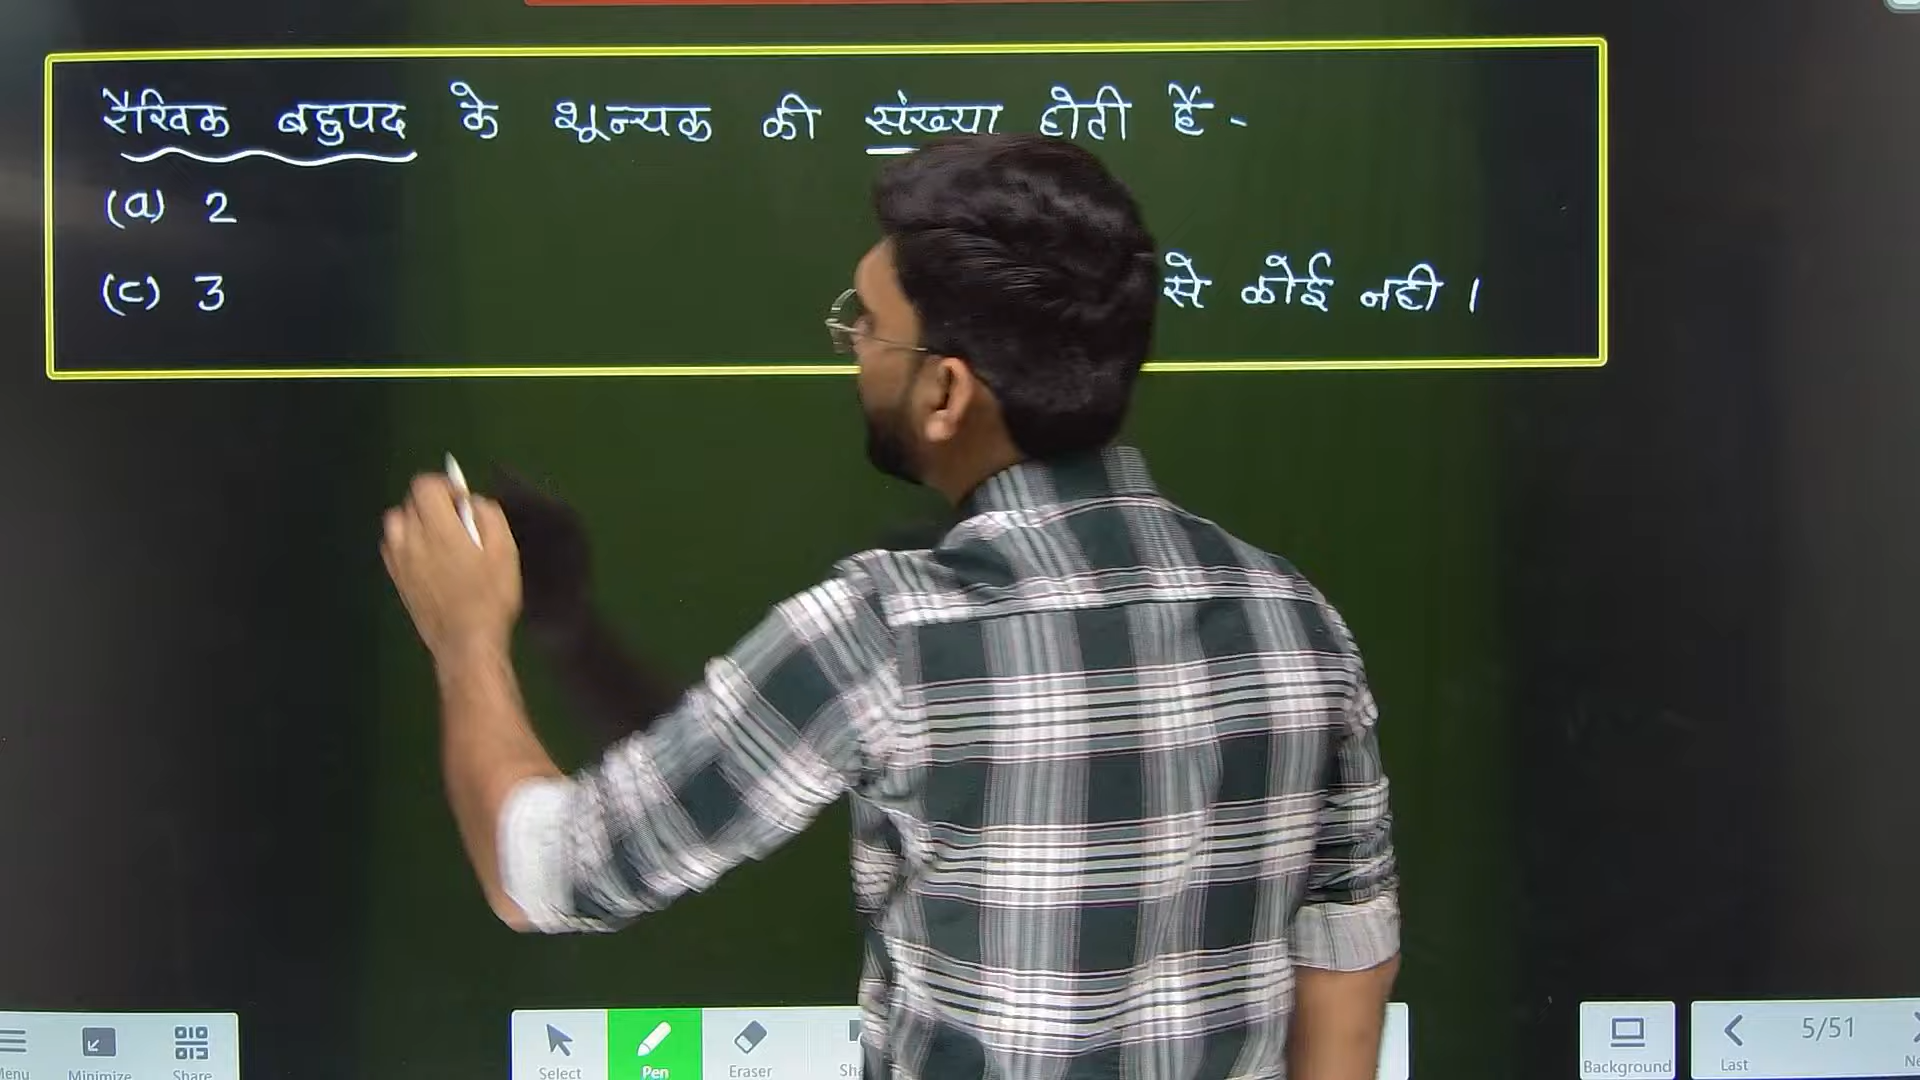 रैखिक बहुपद के शून्यक की संख्या होती है -
(a) 2
(c) 3 से कोई नही ।
Minimize
Share
Select
Pen
Eraser
Background
Last
5/51